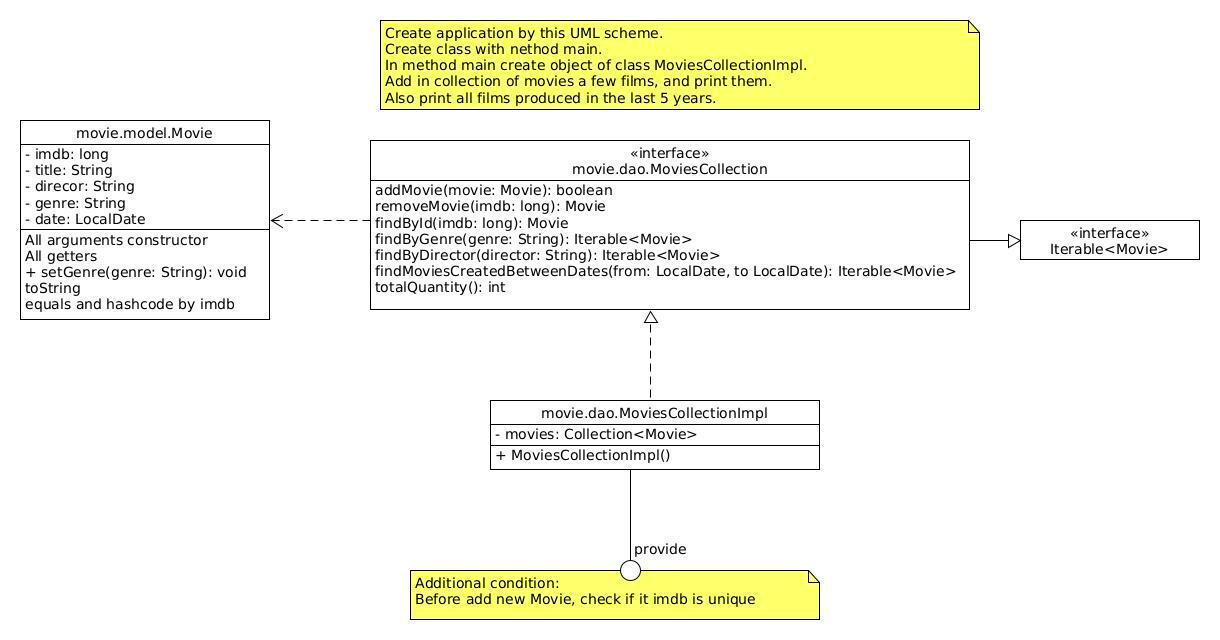 Create application by this UML scheme.
Create class with nethod main.
In method main create object of class MoviesCollectionImpl.
Add in collection of movies a few films, and print them.
Also print all films produced in the last 5 years.
movie.model.Movie
- imdb: long
- title: String
- direcor: String
- genre: String
- date: LocalDate
All arguments constructor
All getters
+ setGenre(genre: String): void
toString
equals and hashcode by imdb
«interface»
movie.dao.MoviesCollection
addMovie(movie: Movie): boolean
removeMovie(imdb: long): Movie
findById(imdb: long): Movie
findByGenre(genre: String): Iterable<Movie>
findByDirector(director: String): Iterable<Movie>
findMoviesCreatedBetweenDates(from: LocalDate, to LocalDate): Iterable<Movie>
totalQuantity(): int
«interface»
Iterable<Movie>
movie.dao.MoviesCollectionImpl
- movies: Collection<Movie>
+ MoviesCollectionImpl()
provide
Additional condition:
Before add new Movie, check if it imdb is unique